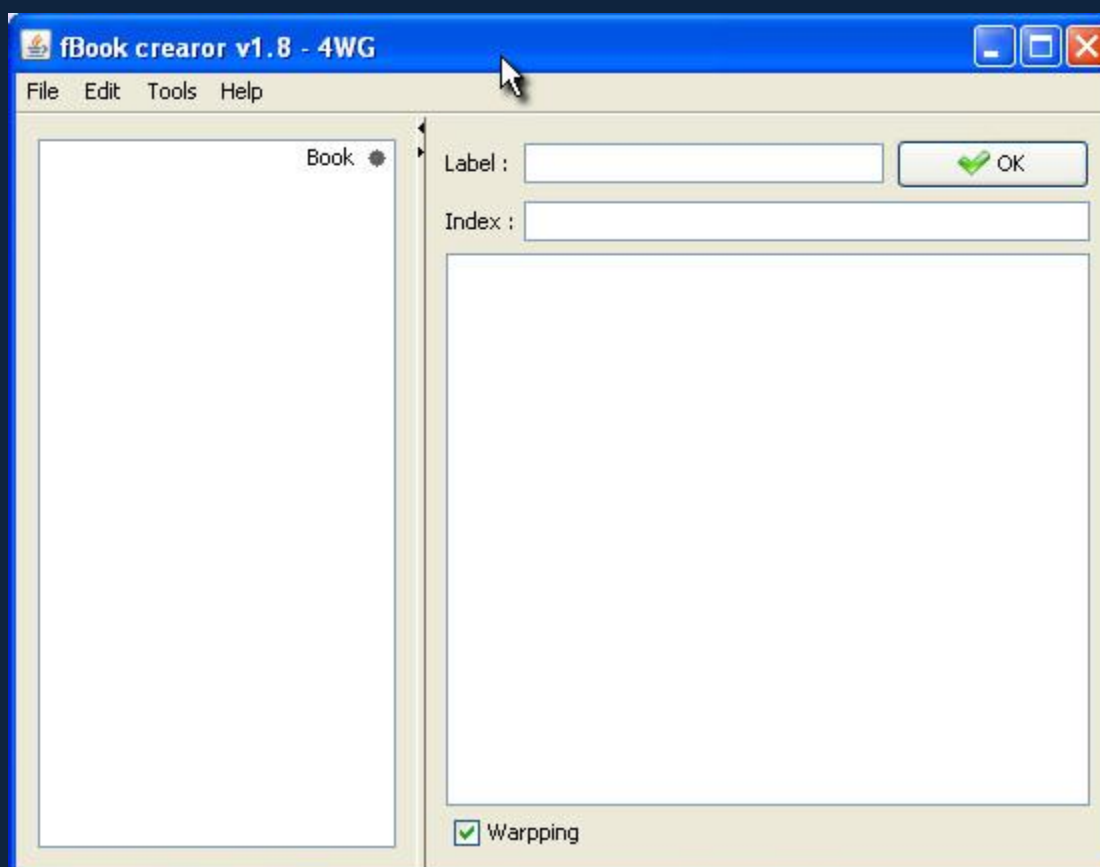 fBook crearor v1.8 - 4WG
File Edit Tools Help
Book
Label :
OK
Index :
Warpping